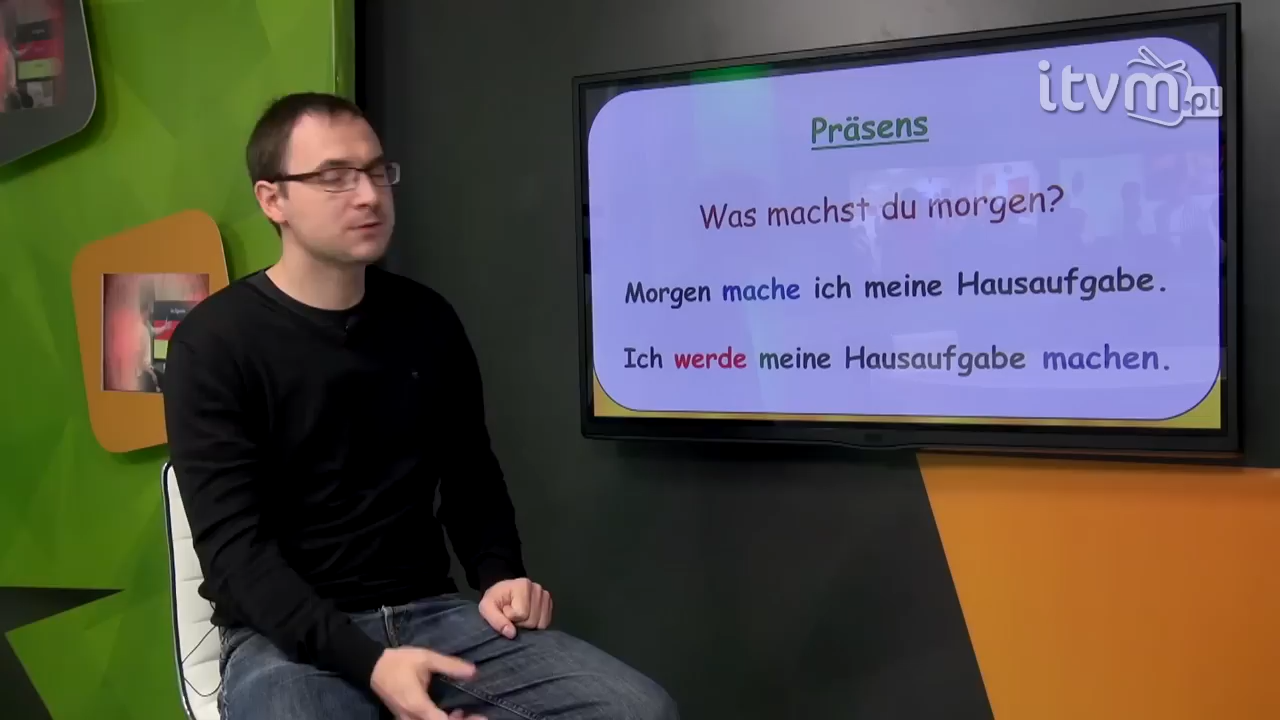 itvm.pl
Präsens
Was machst du morgen?
Morgen mache ich meine Hausaufgabe.
Ich werde meine Hausaufgabe machen.